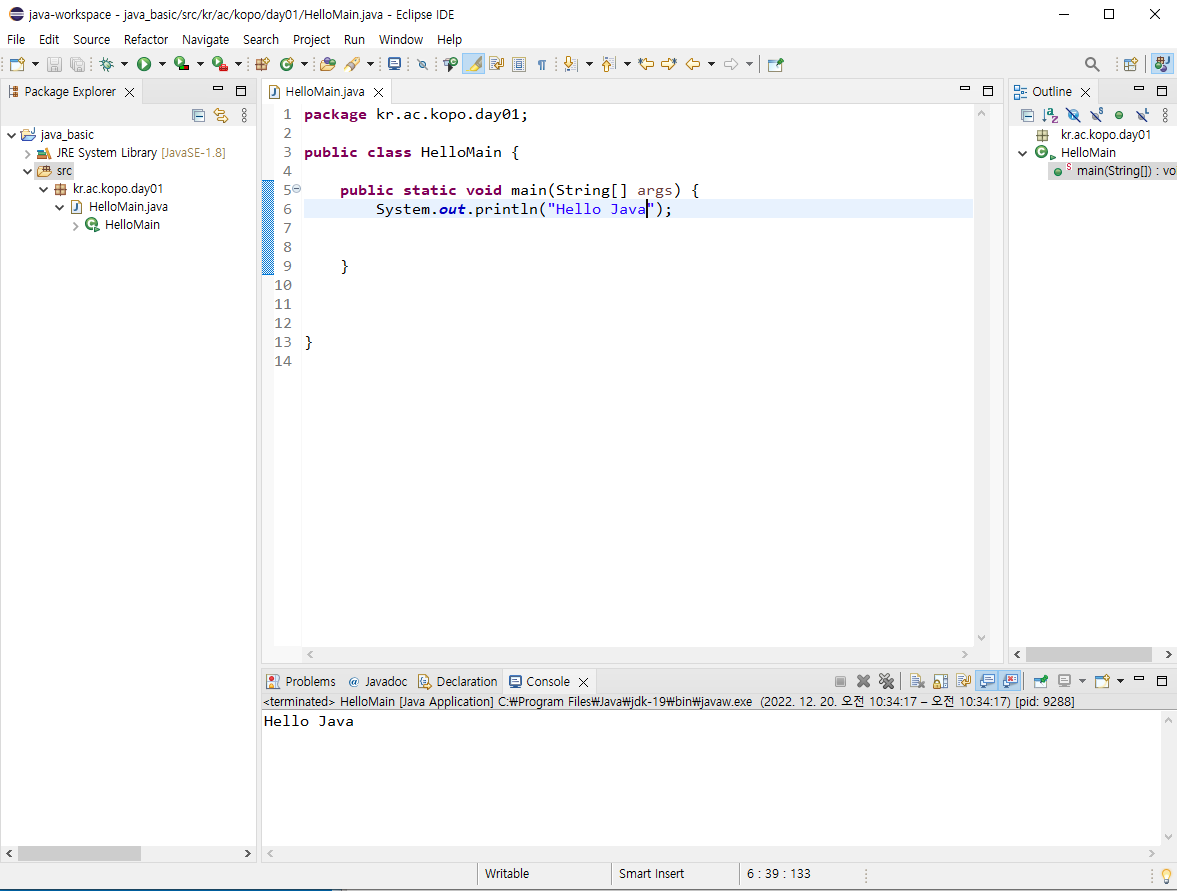 java-workspace - java_basic/src/kr/ac/kopo/day01/HelloMain.java - Eclipse IDE
File Edit Source Refactor Navigate Search Project Run Window Help
Package Explorer
java_basic
JRE System Library [JavaSE-1.8]
src
kr.ac.kopo.day01
HelloMain.java
HelloMain
HelloMain.java
1 package kr.ac.kopo.day01;
2
3 public class HelloMain {
4
5 public static void main(String[] args) {
6 System.out.println("Hello Java");
7
8
9 }
10
11
12
13 }
14
Outline
kr.ac.kopo.day01
HelloMain
main(String[]) : vo
Problems Javadoc Declaration Console
<terminated> HelloMain [Java Application] C:₩Program Files₩Java₩jdk-19₩bin₩javaw.exe (2022. 12. 20. 오전 10:34:17 – 오전 10:34:17) [pid: 9288]
Hello Java
Writable Smart Insert 6 : 39 : 133